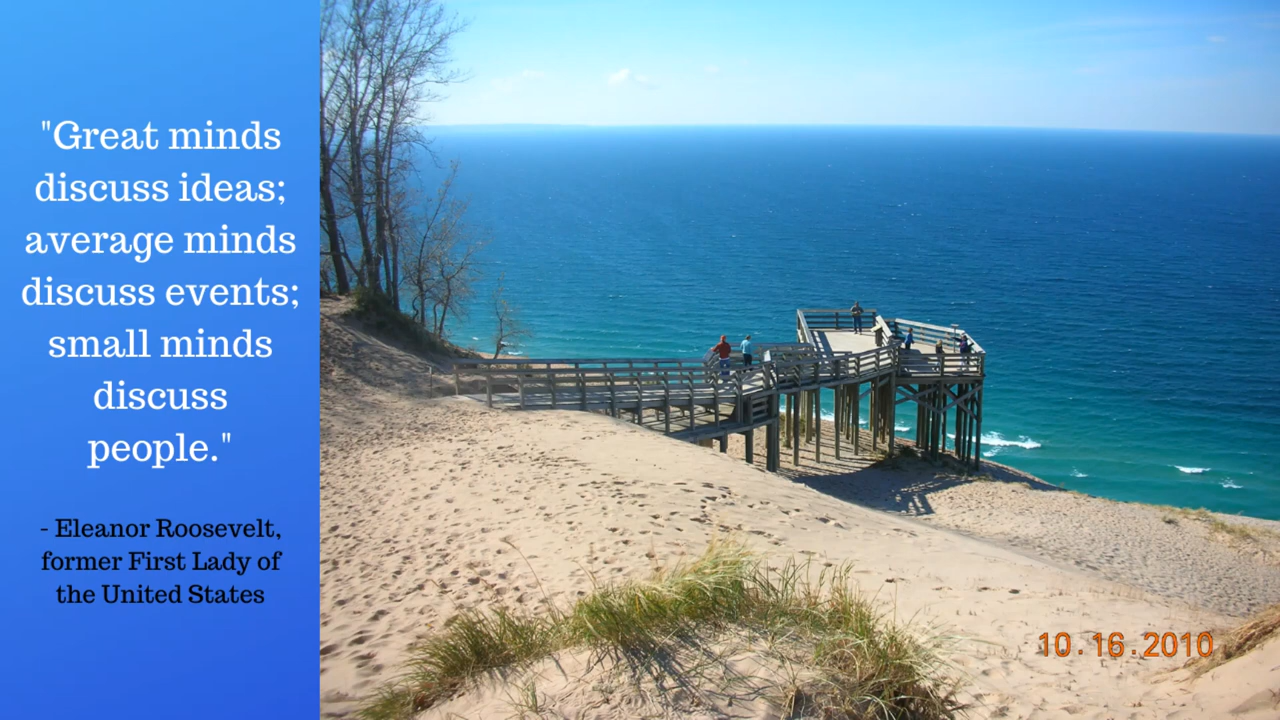 "Great minds
discuss ideas;
average minds
discuss events;
small minds
discuss
people."
- Eleanor Roosevelt,
former First Lady of
the United States
10.16.2010